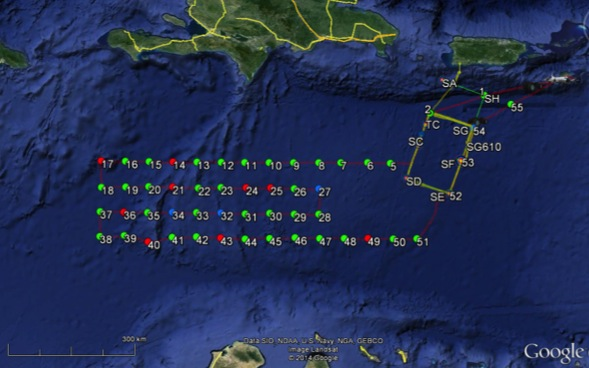 SA
1
SH
55
2
TC
SG 54
SC
SG610
17 16 15 14 13 12 11 10 9 8 7 6 5
SF 53
SD
18 19 20 21 22 23 24 25 26 27
SE 52
37 36 35 34 33 32 31 30 29 28
38 39 40 41 42 43 44 45 46 47 48 49 50 51
300 km
Data SIO, NOAA, U.S. Navy, NGA, GEBCO
Image Landsat
© 2014 Google
Google